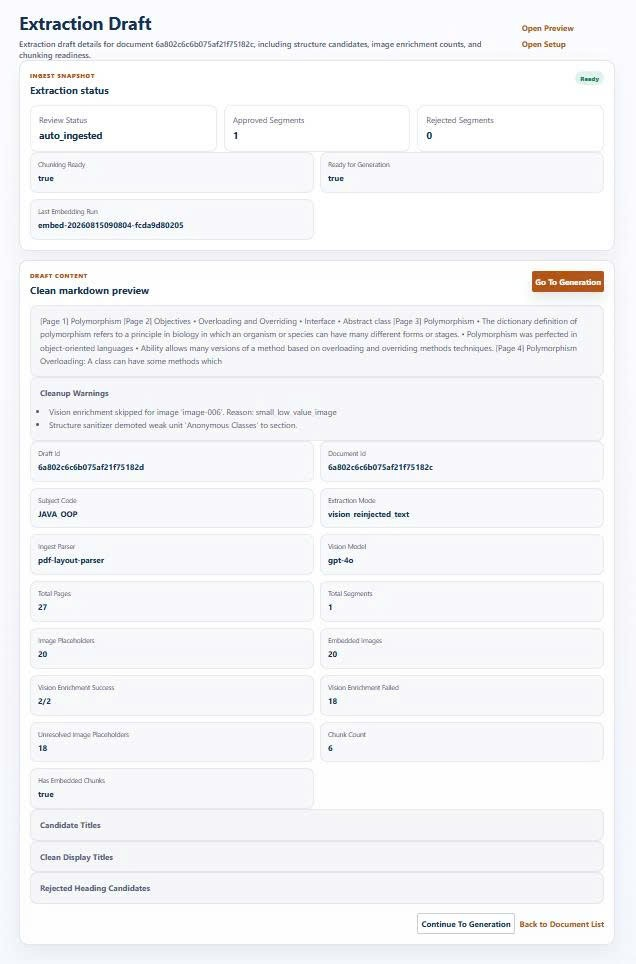 Extraction Draft
Open Preview
Extraction draft details for document 6a802c6c6b075af21f75182c, including structure candidates, image enrichment counts, and
chunking readiness.
Open Setup
INGEST SNAPSHOT
Extraction status
Ready
Review Status
auto_ingested
Approved Segments
1
Rejected Segments
0
Chunking Ready
true
Ready for Generation
true
Last Embedding Run
embed-20260815090804-fcda9d80205
DRAFT CONTENT
Clean markdown preview
Go To Generation
[Page 1] Polymorphism [Page 2] Objectives • Overloading and Overriding • Interface • Abstract class [Page 3] Polymorphism • The dictionary definition of
polymorphism refers to a principle in biology in which an organism or species can have many different forms or stages. • Polymorphism was perfected in
object-oriented languages • Ability allows many versions of a method based on overloading and overriding methods techniques. [Page 4] Polymorphism
Overloading: A class can have some methods which
Cleanup Warnings
• Vision enrichment skipped for image 'image-006'. Reason: small_low_value_image
• Structure sanitizer demoted weak unit 'Anonymous Classes' to section.
Draft Id
6a802c6c6b075af21f75182d
Document Id
6a802c6c6b075af21f75182c
Subject Code
JAVA_OOP
Extraction Mode
vision_reinjected_text
Ingest Parser
pdf-layout-parser
Vision Model
gpt-4o
Total Pages
27
Total Segments
1
Image Placeholders
20
Embedded Images
20
Vision Enrichment Success
2/2
Vision Enrichment Failed
18
Unresolved Image Placeholders
18
Chunk Count
6
Has Embedded Chunks
true
Candidate Titles
Clean Display Titles
Rejected Heading Candidates
Continue To Generation
Back to Document List